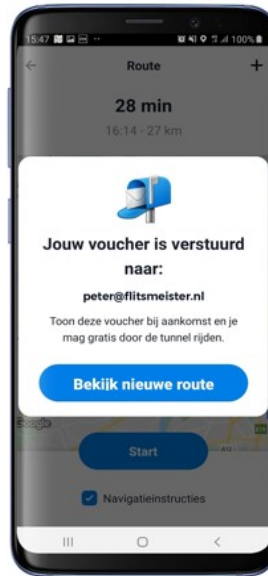 15:47 100%
Route
28 min
16:14 - 27 km
Jouw voucher is verstuurd
naar:
peter@flitsmeister.nl
Toon deze voucher bij aankomst en je
mag gratis door de tunnel rijden.
Bekijk nieuwe route
Google
A12
Start
Navigatieinstructies